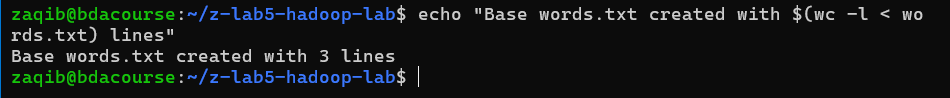 zaqib@bdacourse:~/z-lab5-hadoop-lab$ echo "Base words.txt created with $(wc -l < wo
rds.txt) lines"
Base words.txt created with 3 lines
zaqib@bdacourse:~/z-lab5-hadoop-lab$